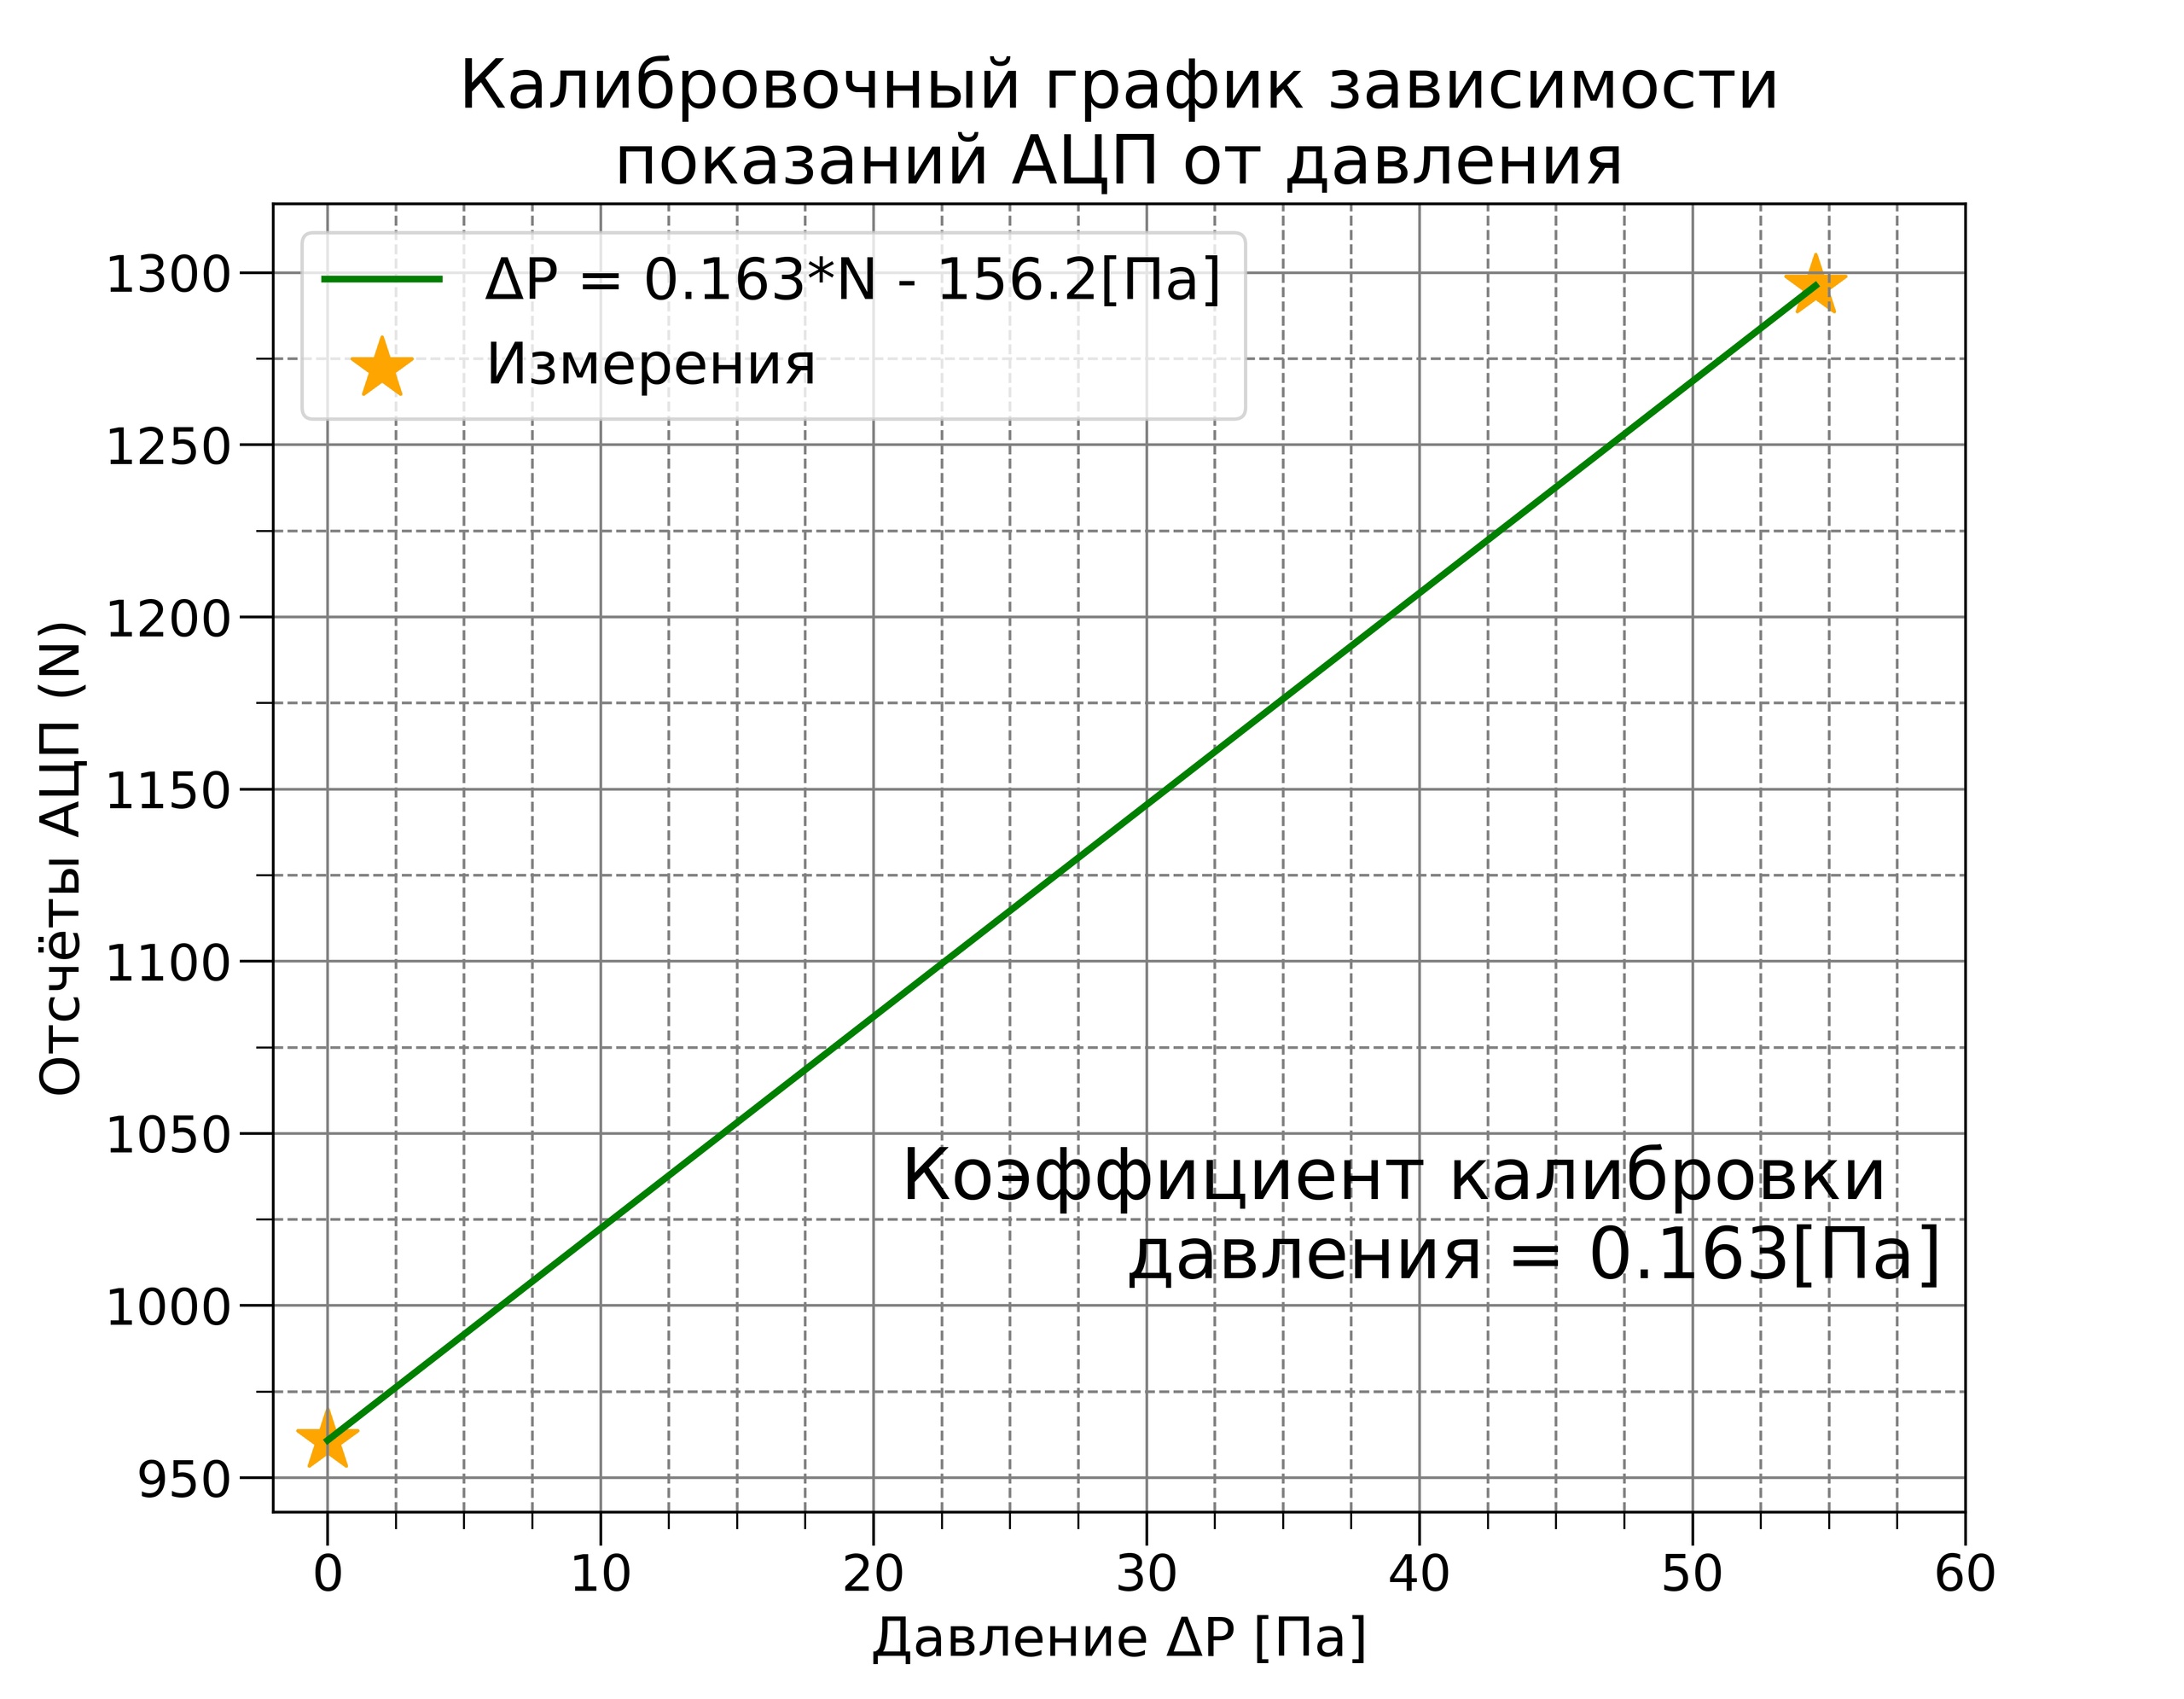 Калибровочный график зависимости
показаний АЦП от давления
ΔP = 0.163*N - 156.2[Па]
Измерения
1300
1250
1200
1150
1100
1050
1000
950
Отсчёты АЦП (N)
Коэффициент калибровки
давления = 0.163[Па]
0 10 20 30 40 50 60
Давление ΔP [Па]